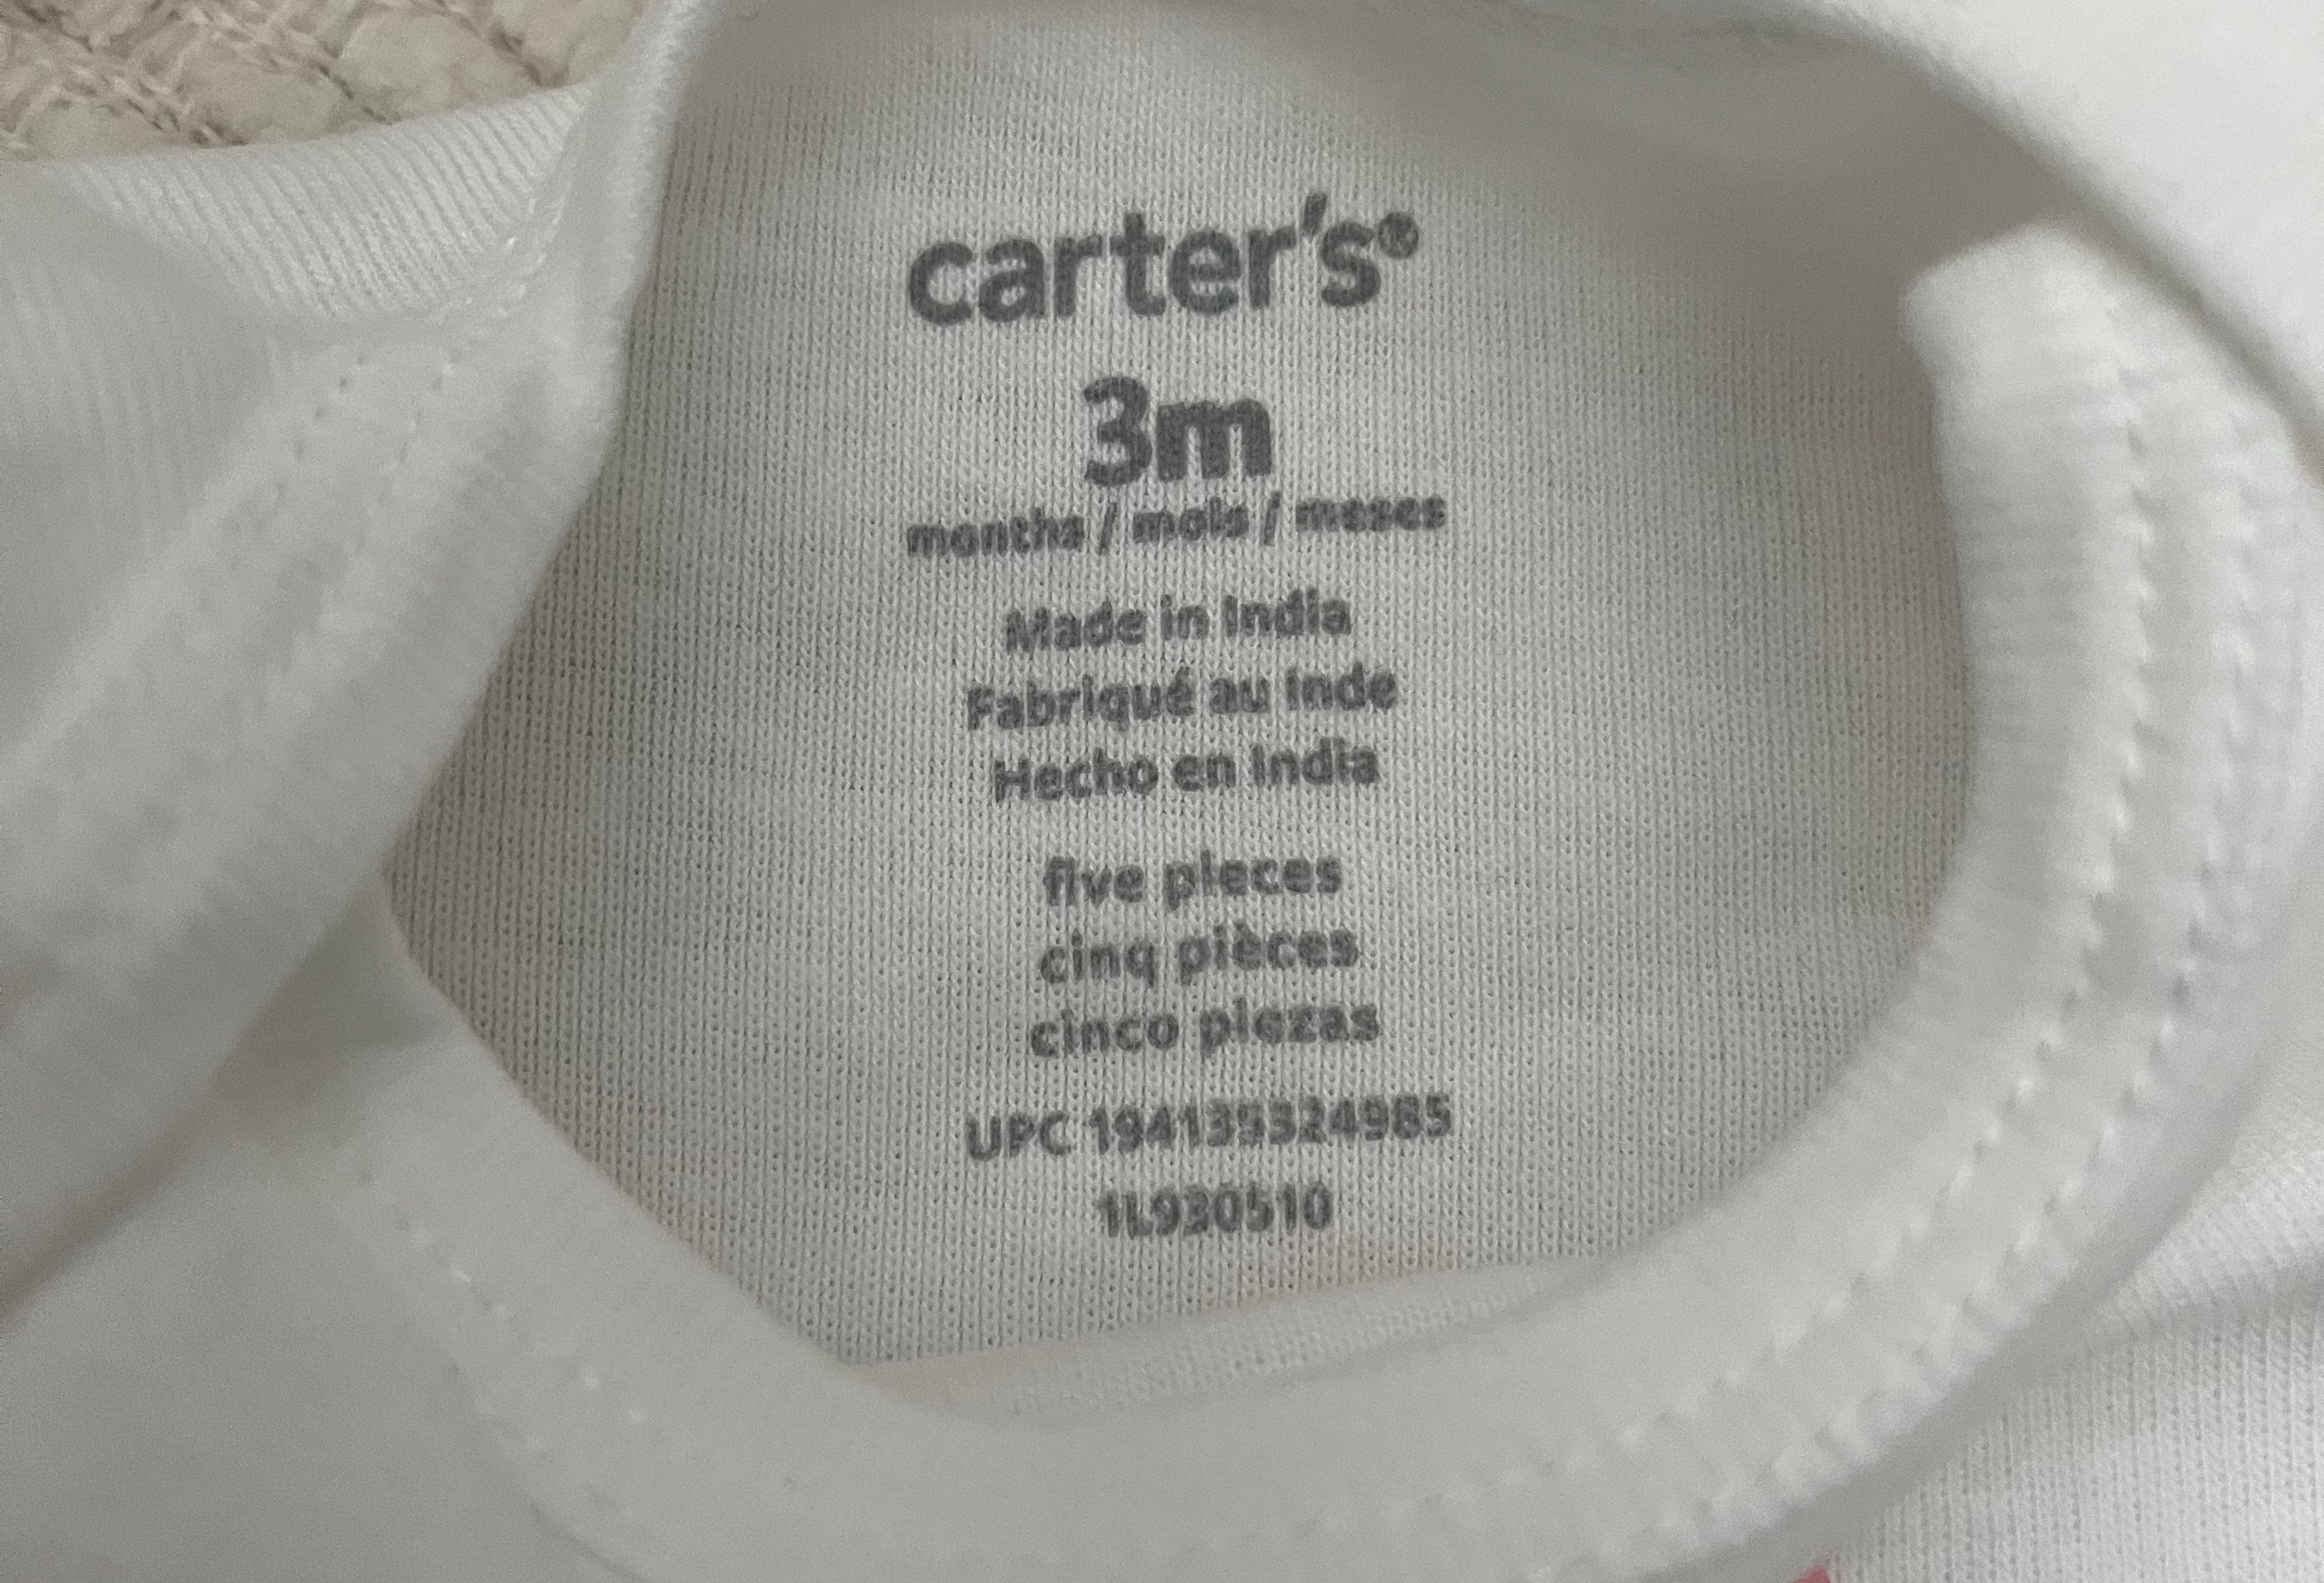 carter's®
3m
months / mois / meses
Made in India
Fabriqué au Inde
Hecho en India
five pieces
cinq pièces
cinco piezas
UPC 194135324985
1L930510